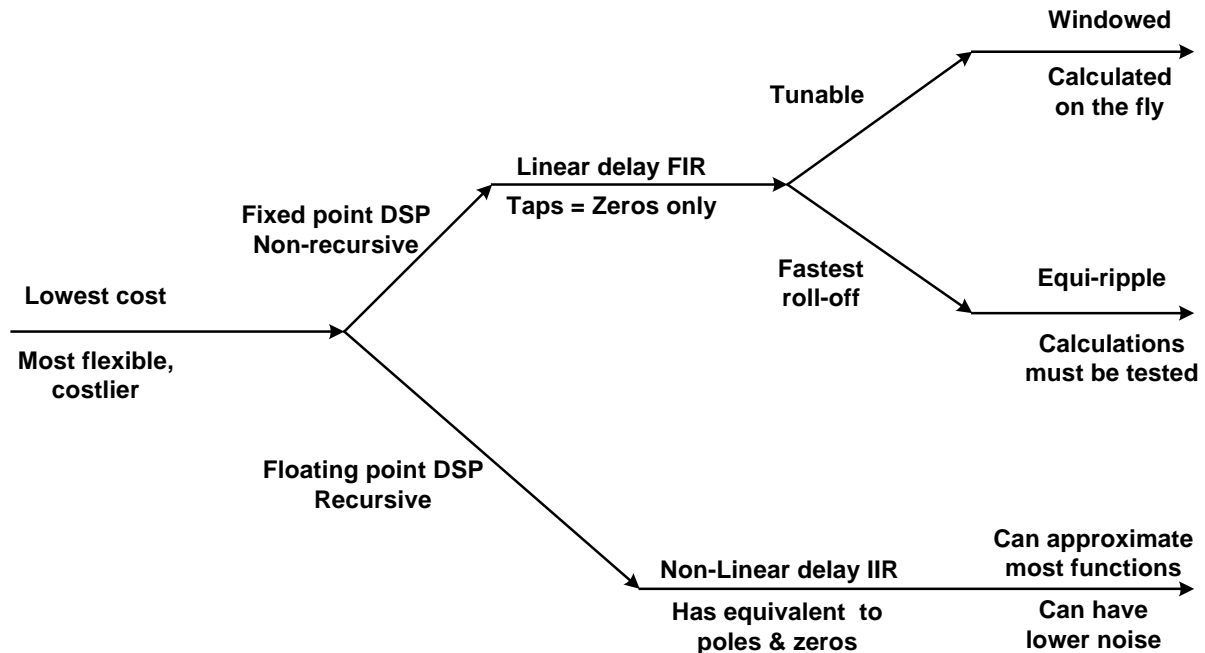 Windowed
Calculated
on the fly
Tunable
Linear delay FIR
Taps = Zeros only
Fixed point DSP
Non-recursive
Fastest
roll-off
Equi-ripple
Calculations
must be tested
Lowest cost
Most flexible,
costlier
Floating point DSP
Recursive
Non-Linear delay IIR
Has equivalent to
poles & zeros
Can approximate
most functions
Can have
lower noise